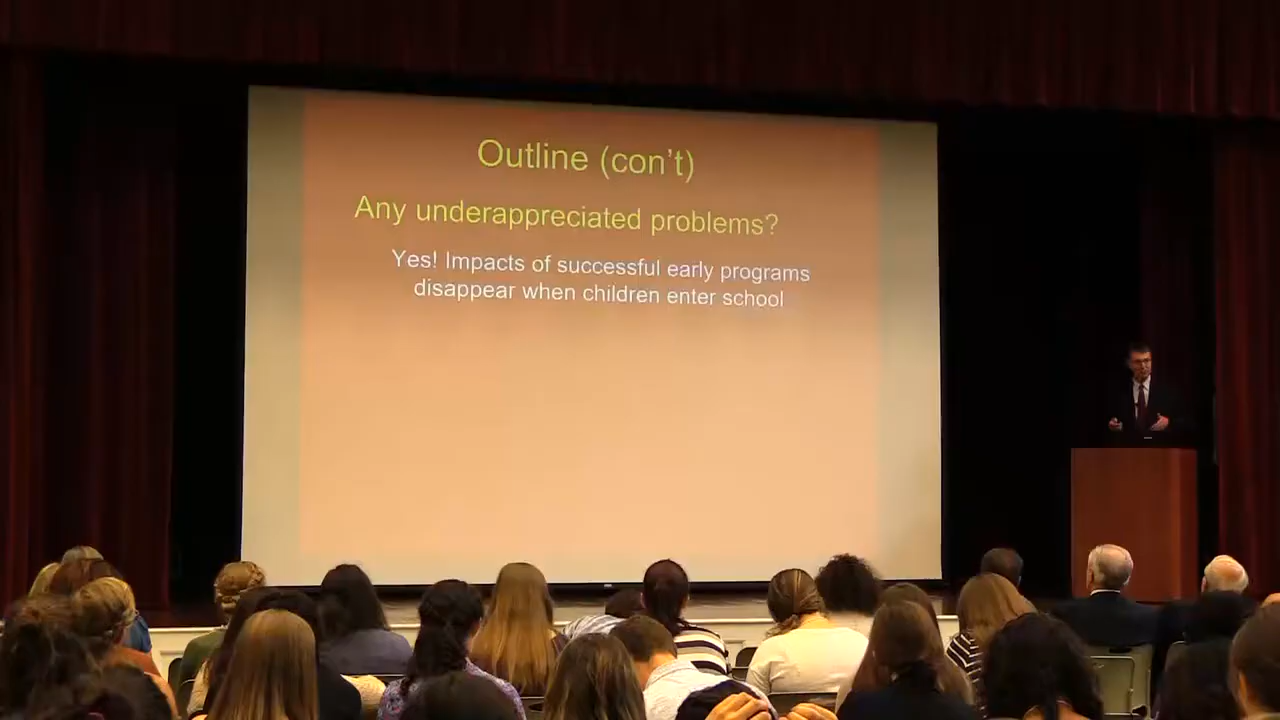 Outline (con't)
Any underappreciated problems?
Yes! Impacts of successful early programs
disappear when children enter school